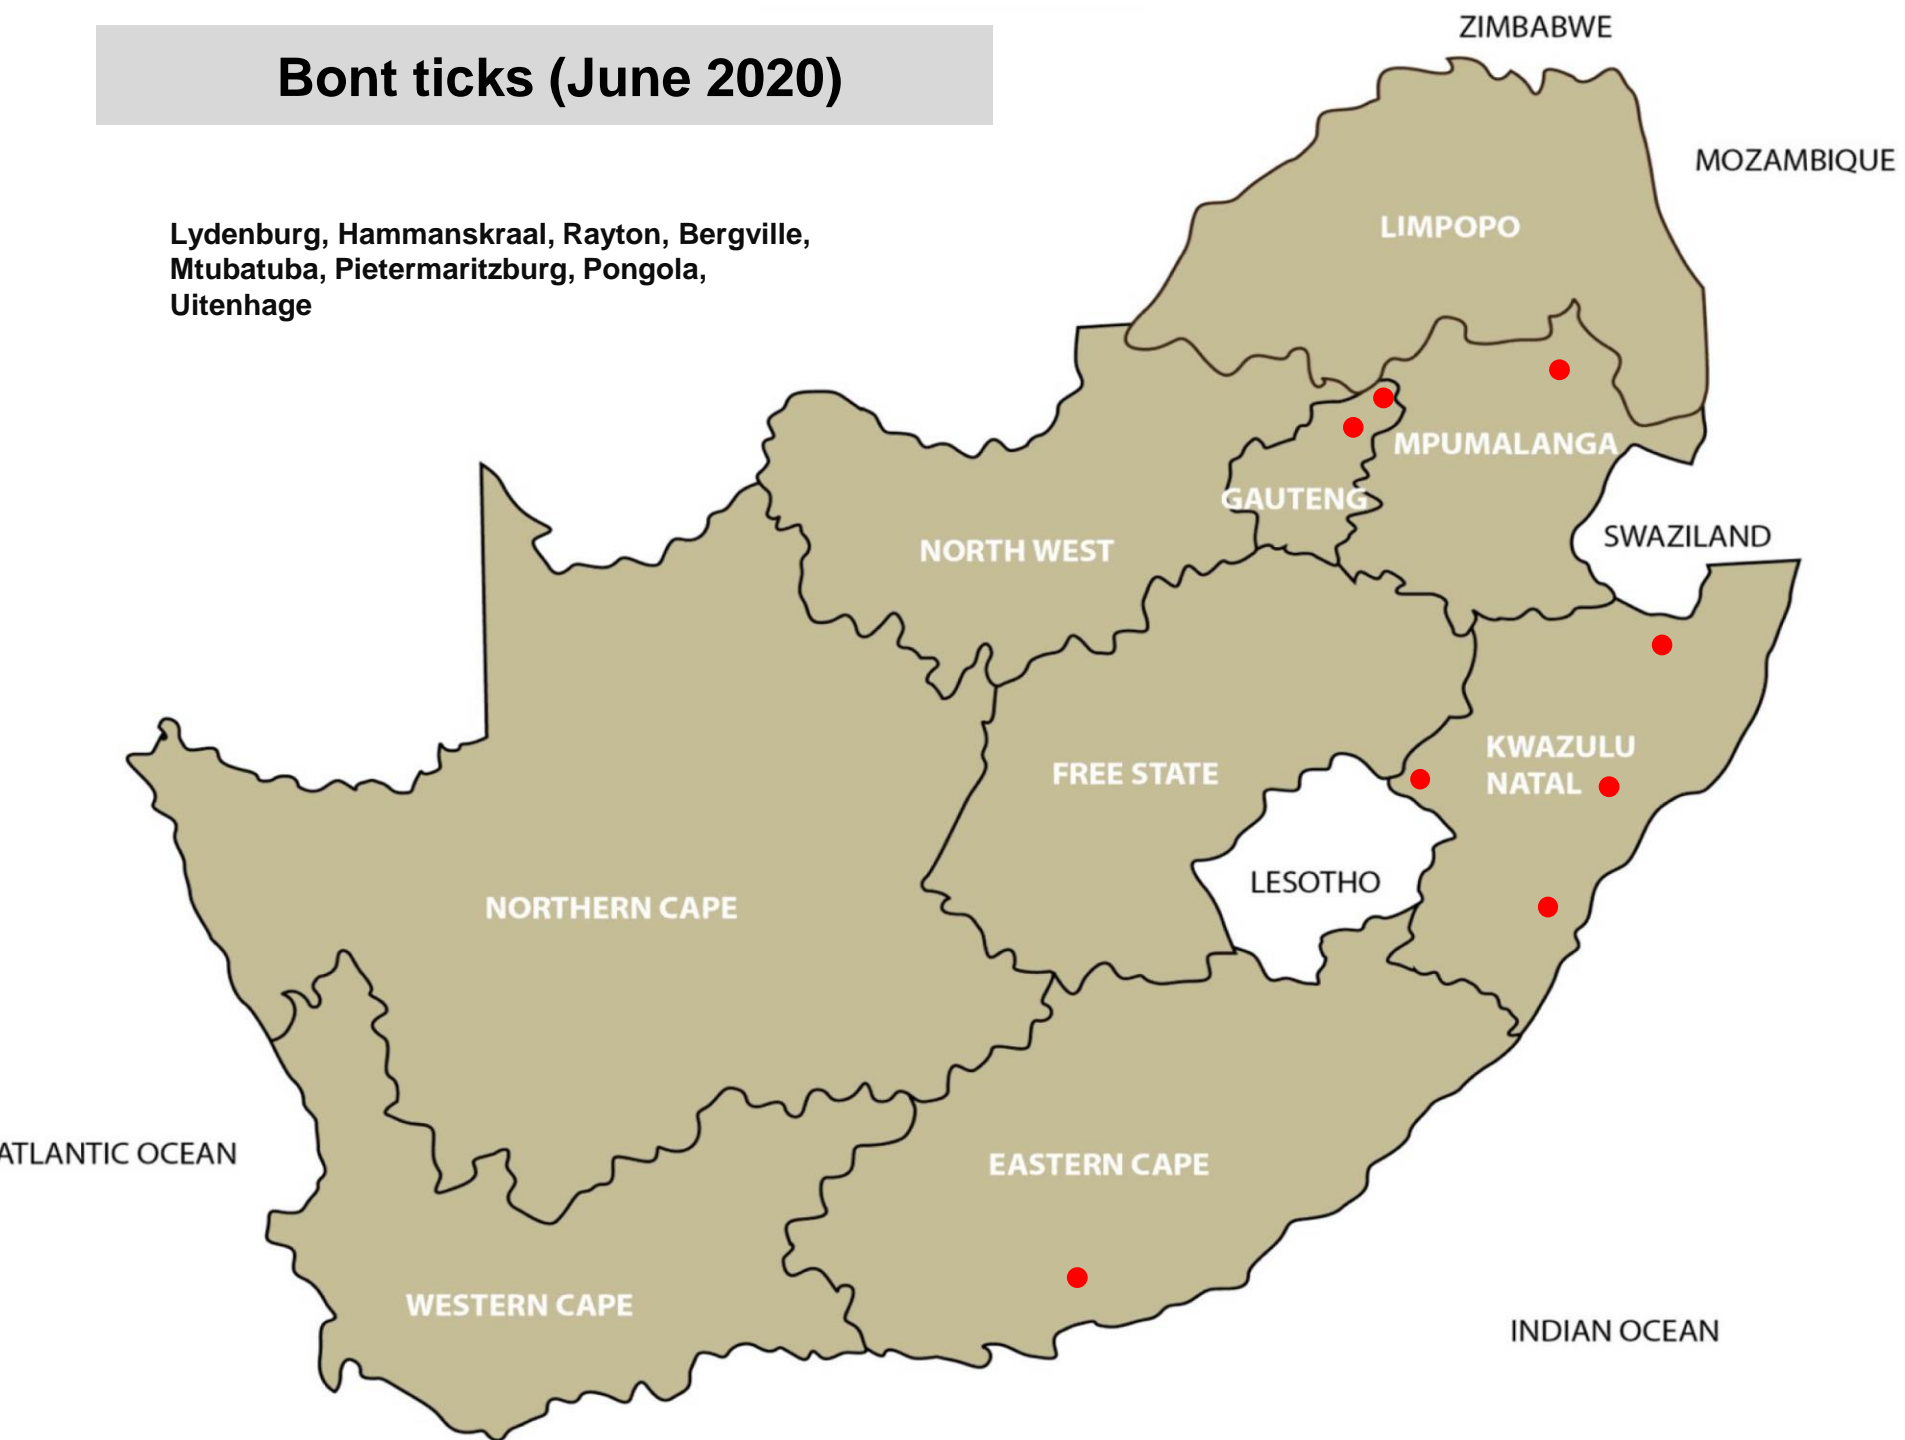 ZIMBABWE
Bont ticks (June 2020)
MOZAMBIQUE
Lydenburg, Hammanskraal, Rayton, Bergville,
Mtubatuba, Pietermaritzburg, Pongola,
Uitenhage
LIMPOPO
MPUMALANGA
GAUTENG
SWAZILAND
NORTH WEST
KWAZULU
NATAL
FREE STATE
LESOTHO
NORTHERN CAPE
ATLANTIC OCEAN
EASTERN CAPE
WESTERN CAPE
INDIAN OCEAN